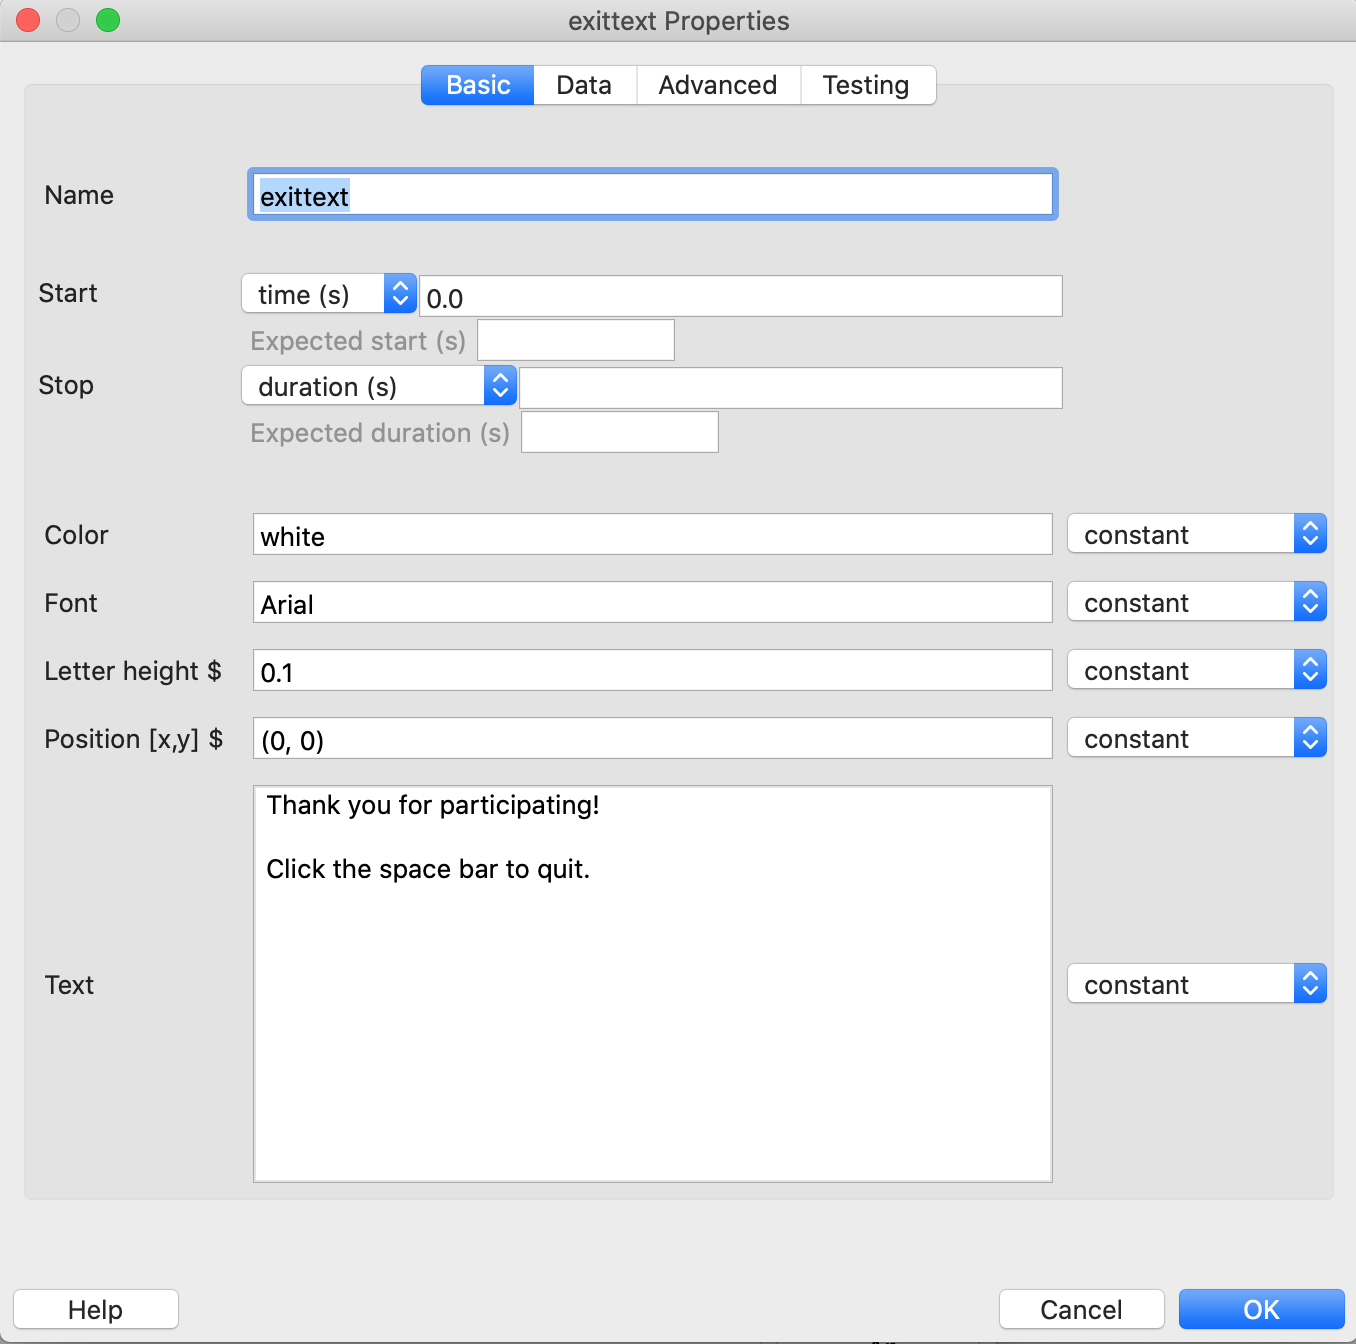 exittext Properties
Basic Data Advanced Testing
Name exittext
Start time (s) 0.0
Expected start (s)
Stop duration (s)
Expected duration (s)
Color white constant
Font Arial constant
Letter height $ 0.1 constant
Position [x,y] $ (0, 0) constant
Thank you for participating!
Click the space bar to quit.
Text constant
Help Cancel OK